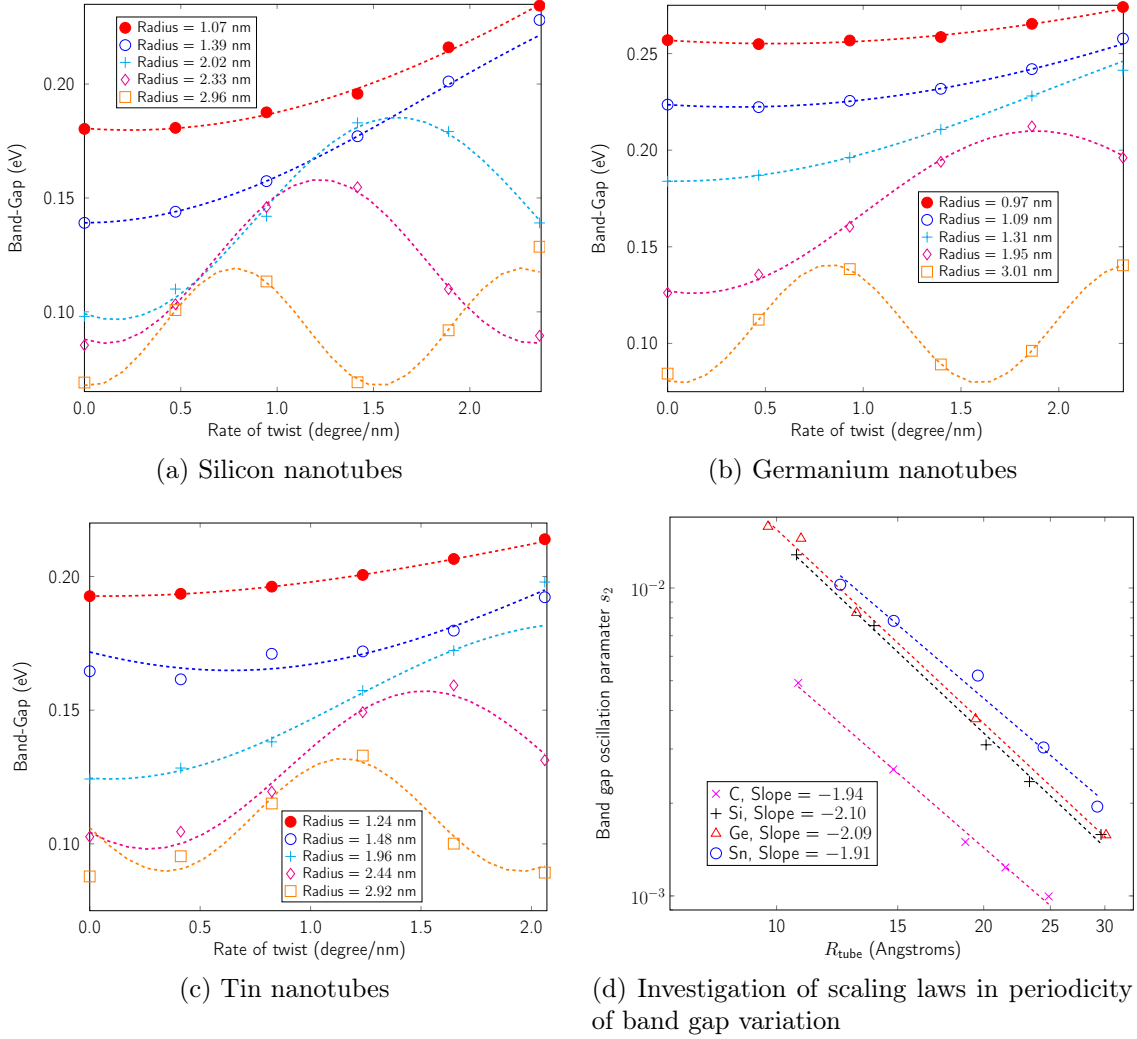 Radius = 1.07 nm
Radius = 1.39 nm
Radius = 2.02 nm
Radius = 2.33 nm
Radius = 2.96 nm
0.20
0.15
0.10
Band-Gap (eV)
0.0 0.5 1.0 1.5 2.0
Rate of twist (degree/nm)
(a) Silicon nanotubes
0.25
0.20
0.15
0.10
Band-Gap (eV)
Radius = 0.97 nm
Radius = 1.09 nm
Radius = 1.31 nm
Radius = 1.95 nm
Radius = 3.01 nm
0.0 0.5 1.0 1.5 2.0
Rate of twist (degree/nm)
(b) Germanium nanotubes
0.20
0.15
0.10
Band-Gap (eV)
Radius = 1.24 nm
Radius = 1.48 nm
Radius = 1.96 nm
Radius = 2.44 nm
Radius = 2.92 nm
0.0 0.5 1.0 1.5 2.0
Rate of twist (degree/nm)
(c) Tin nanotubes
10⁻²
10⁻³
Band gap oscillation paramater s₂
C, Slope = −1.94
Si, Slope = −2.10
Ge, Slope = −2.09
Sn, Slope = −1.91
10 15 20 25 30
R_tube (Angstroms)
(d) Investigation of scaling laws in periodicity
of band gap variation